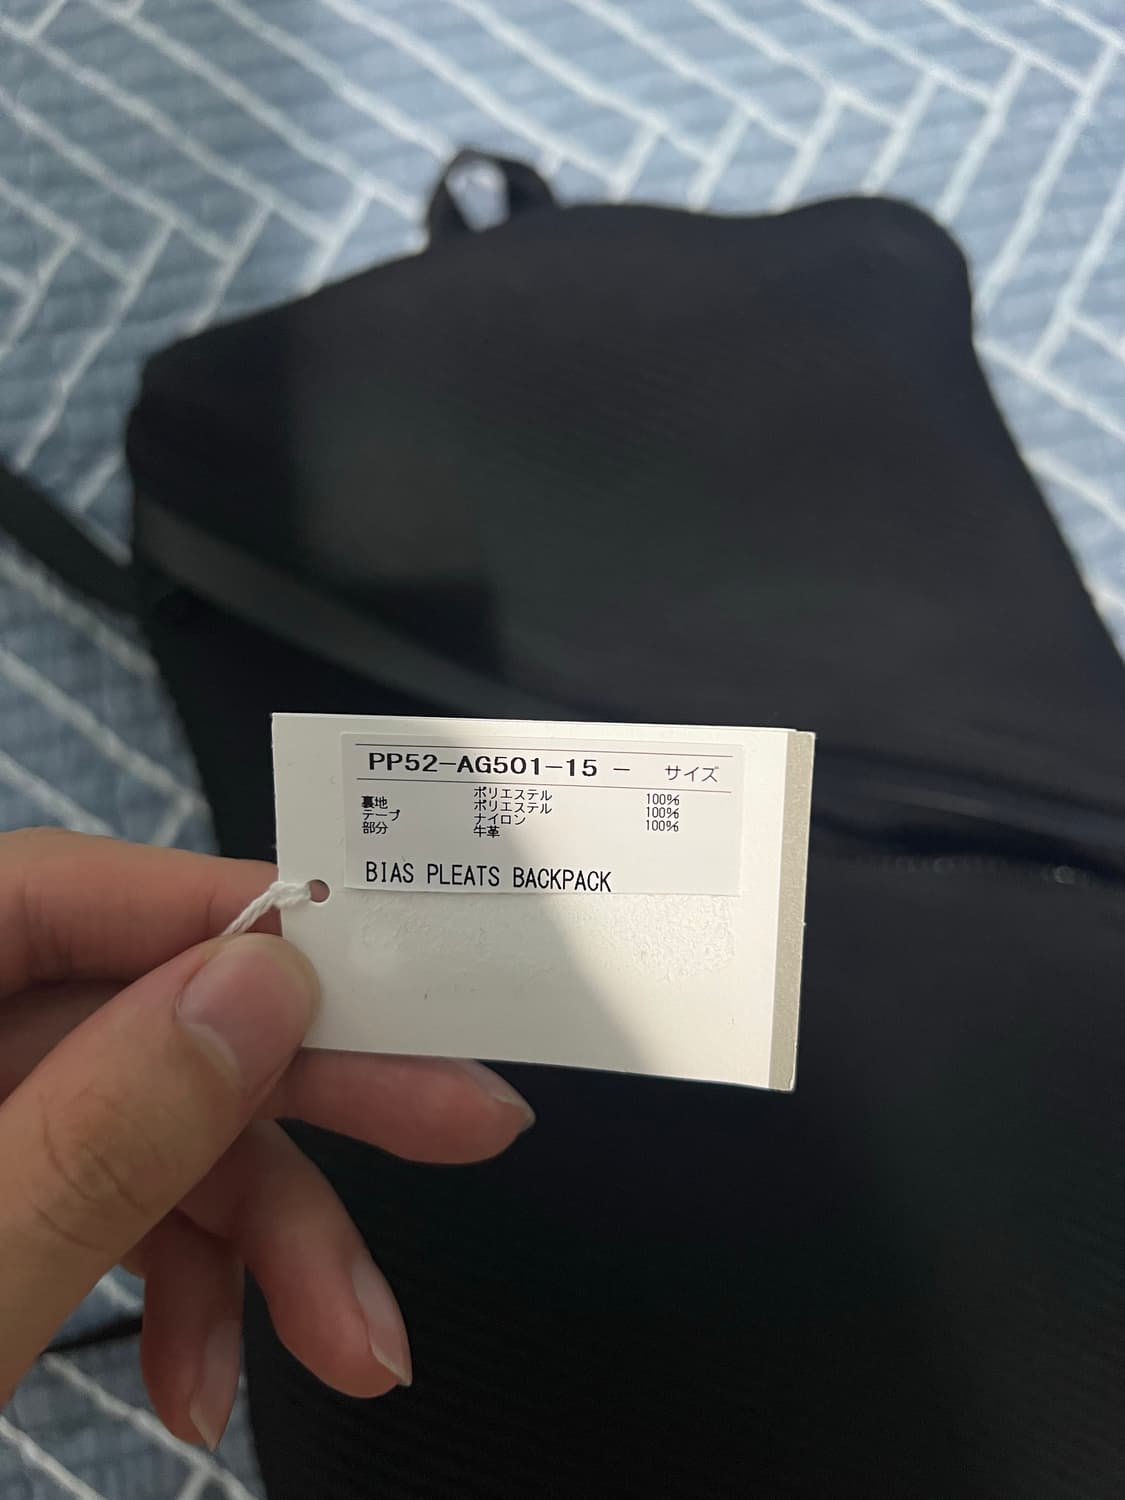 PP52-AG501-15 - サイズ
ポリエステル 100%
裏地 ポリエステル 100%
テープ ナイロン 100%
部分 牛革
BIAS PLEATS BACKPACK